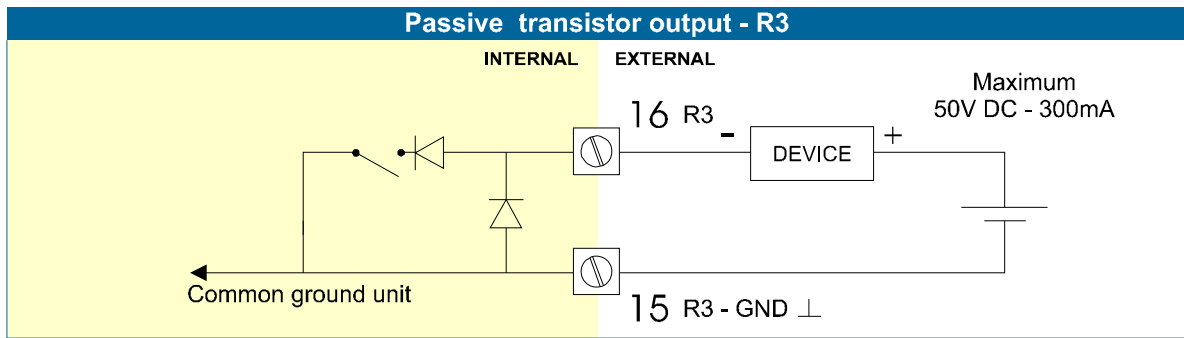 Passive transistor output - R3
INTERNAL EXTERNAL
Maximum
50V DC - 300mA
16 R3
- DEVICE +
Common ground unit
15 R3 - GND ⊥